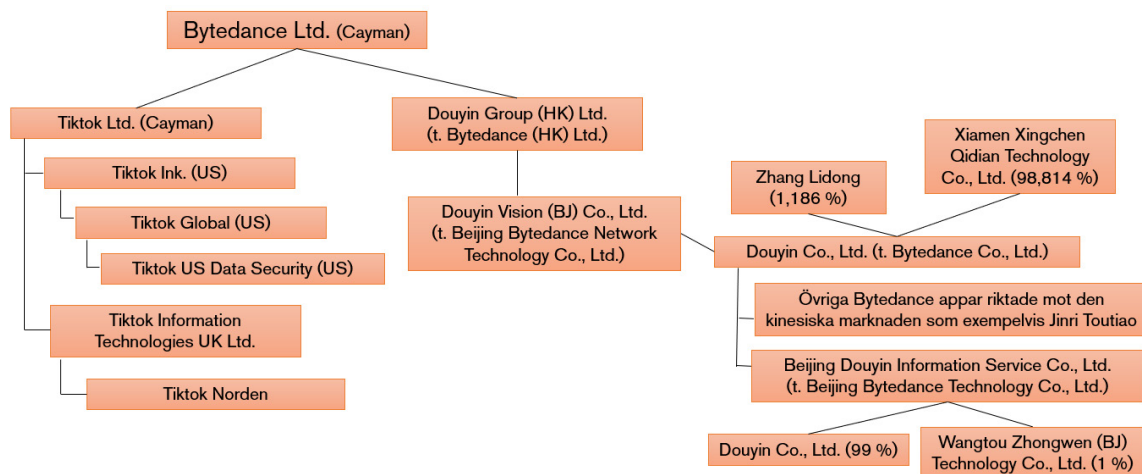 Bytedance Ltd. (Cayman)
Tiktok Ltd. (Cayman)
Tiktok Ink. (US)
Tiktok Global (US)
Tiktok US Data Security (US)
Tiktok Information
Technologies UK Ltd.
Tiktok Norden
Douyin Group (HK) Ltd.
(t. Bytedance (HK) Ltd.)
Douyin Vision (BJ) Co., Ltd.
(t. Beijing Bytedance Network
Technology Co., Ltd.)
Zhang Lidong
(1,186 %)
Xiamen Xingchen
Qidian Technology
Co., Ltd. (98,814 %)
Douyin Co., Ltd. (t. Bytedance Co., Ltd.)
Övriga Bytedance appar riktade mot den
kinesiska marknaden som exempelvis Jinri Toutiao
Beijing Douyin Information Service Co., Ltd.
(t. Beijing Bytedance Technology Co., Ltd.)
Douyin Co., Ltd. (99 %)
Wangtou Zhongwen (BJ)
Technology Co., Ltd. (1 %)